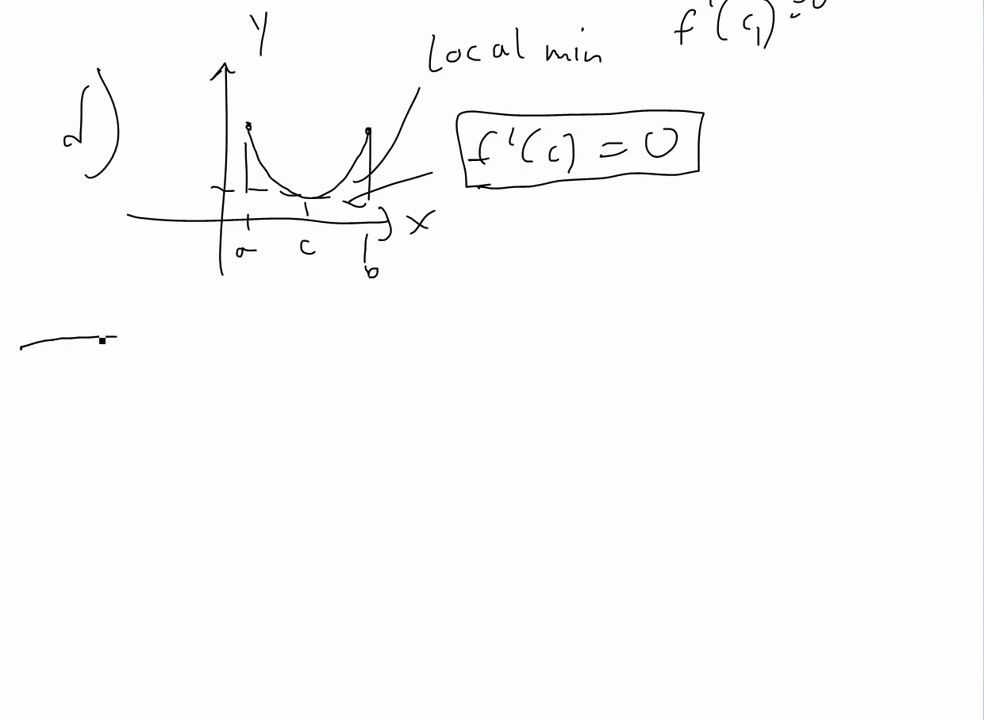 f'(c₁) = 0
y
local min
d)
f'(c) = 0
x
a c b